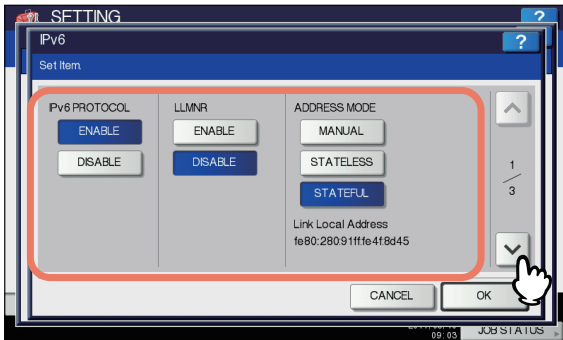 SETTING
?
IPv6
?
Set Item.
IPv6 PROTOCOL
ENABLE
DISABLE
LLMNR
ENABLE
DISABLE
ADDRESS MODE
MANUAL
STATELESS
STATEFUL
Link Local Address
fe80:280:91ff:fe4f:8d45
1
3
CANCEL
OK
09:03
JOB STATUS